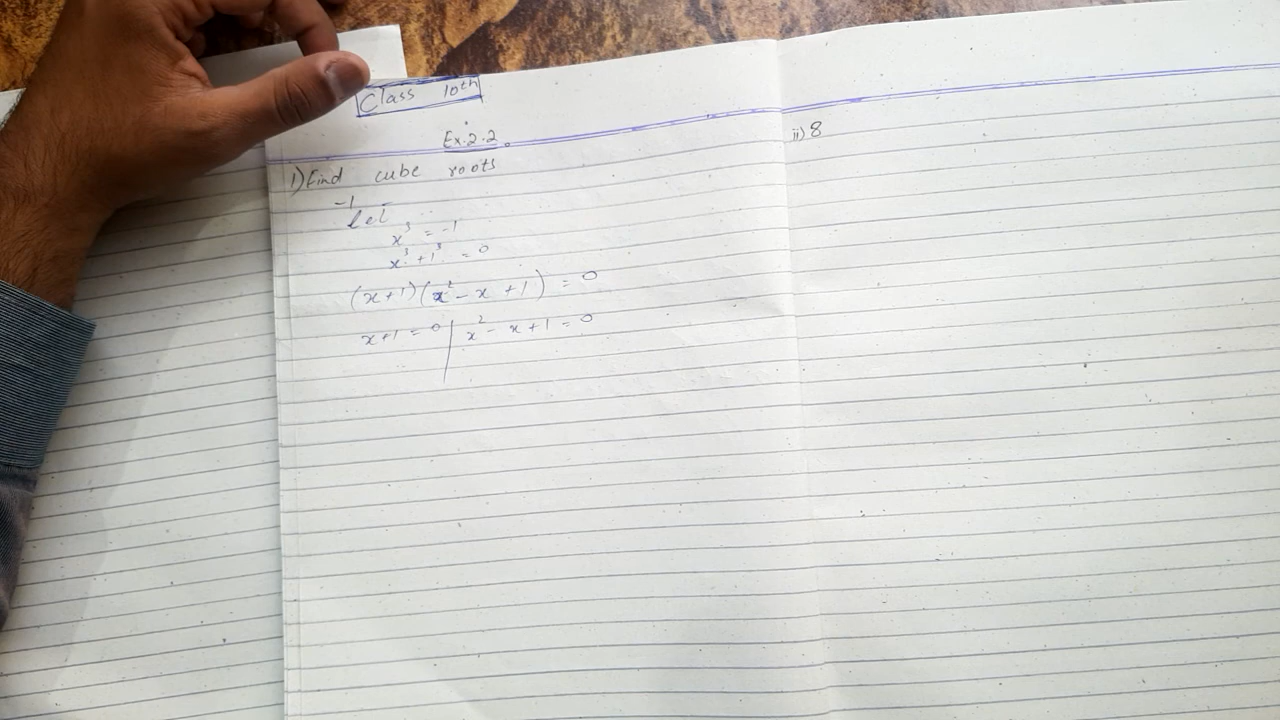 Class 10th
Ex.2.2.
1) Find cube roots
-1
let
x³ = -1
x³ + 1³ = 0
(x+1)(x² - x + 1) = 0
x+1 = 0 | x² - x + 1 = 0
ii) 8